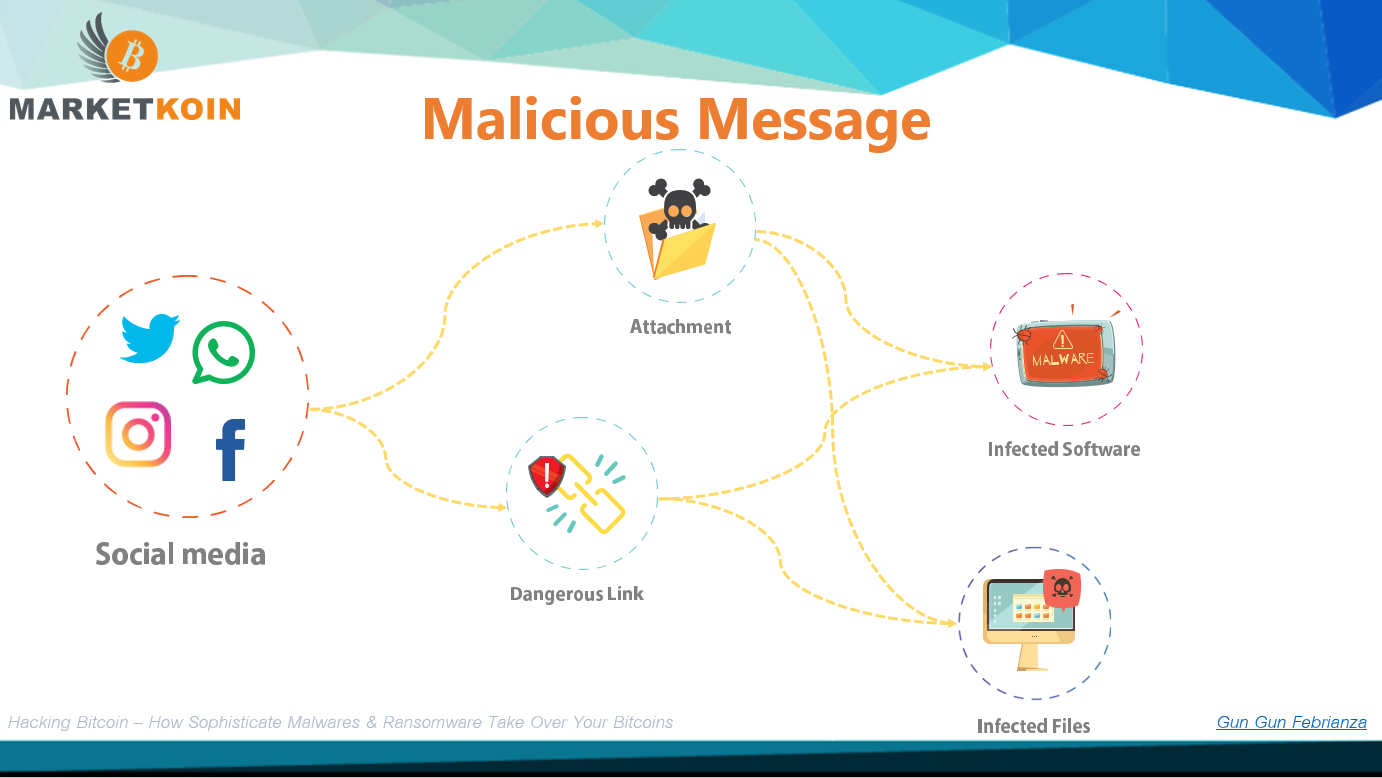 MARKETKOIN
Malicious Message
Attachment
MALWARE
Infected Software
Social media
Dangerous Link
Infected Files
Hacking Bitcoin – How Sophisticate Malwares & Ransomware Take Over Your Bitcoins
Gun Gun Febrianza